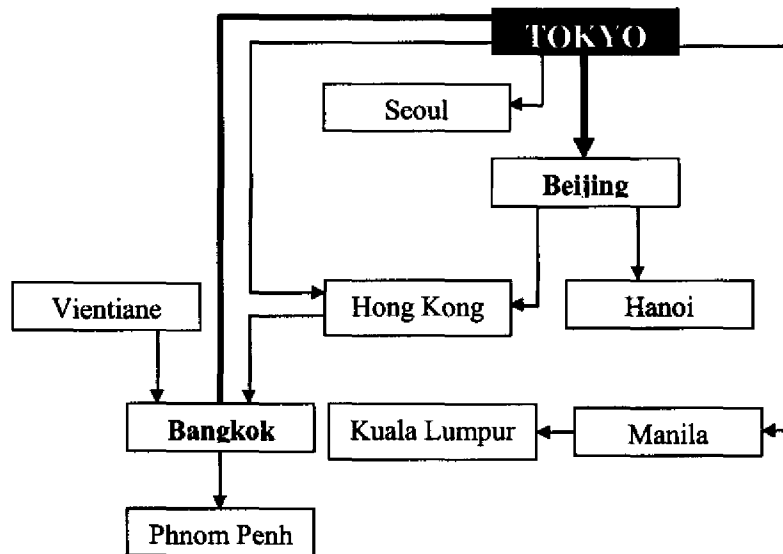 TOKYO
Seoul
Beijing
Vientiane
Hong Kong
Hanoi
Bangkok
Kuala Lumpur
Manila
Phnom Penh